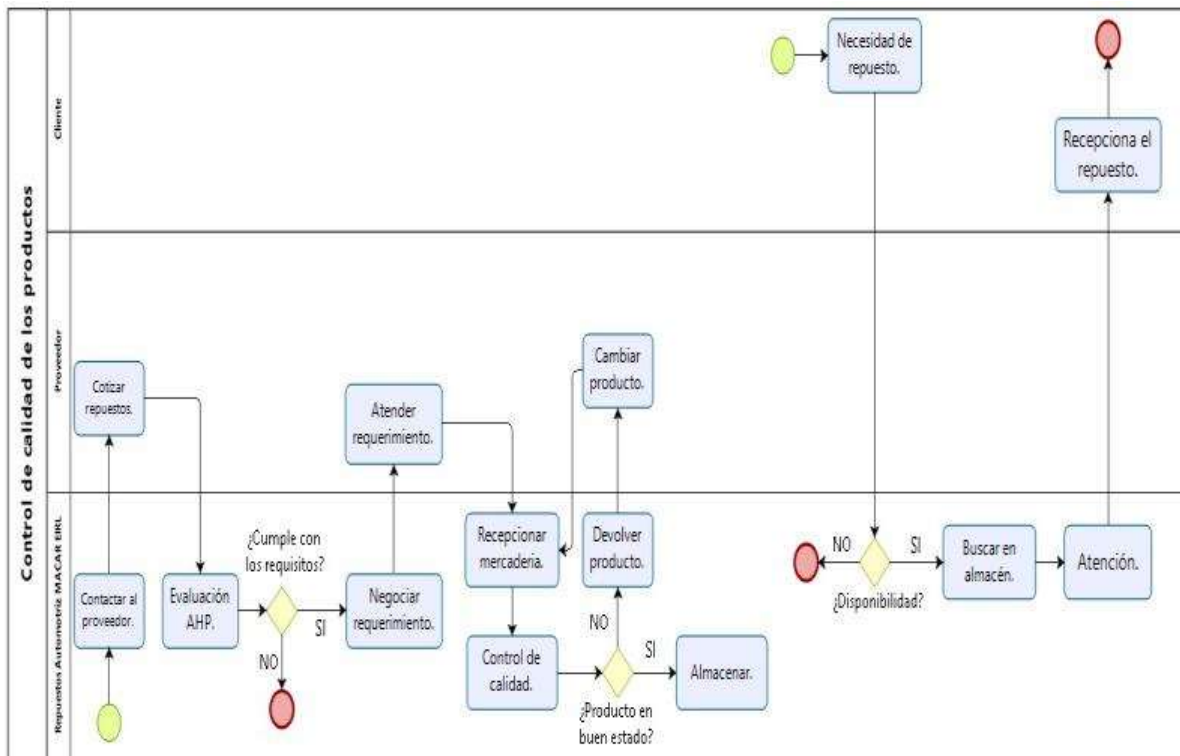 Control de calidad de los productos
Cliente
Necesidad de
repuesto.
Recepciona el
repuesto.
Proveedor
Cotizar
repuestos.
Atender
requerimiento.
Cambiar
producto.
Repuestos Automotriz MACAR EIRL
Contactar al
proveedor.
Evaluación
AHP.
¿Cumple con
los requisitos?
SI
NO
Negociar
requerimiento.
Recepcionar
mercadería.
Control de
calidad.
Devolver
producto.
NO
¿Producto en
buen estado?
SI
Almacenar.
NO
¿Disponibilidad?
SI
Buscar en
almacén.
Atención.